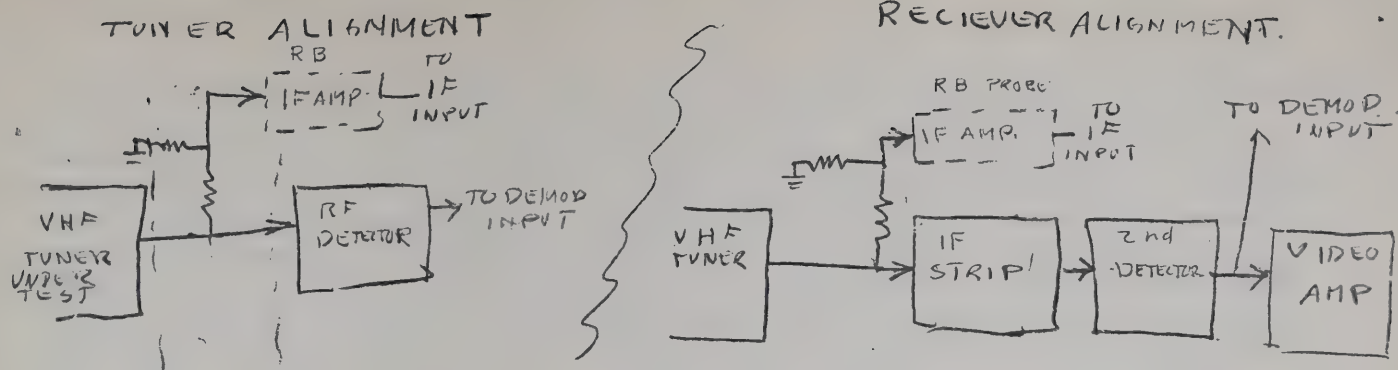 TUNER ALIGNMENT
RB
IF AMP.
TO
IF
INPUT
VHF
TUNER
UNDER
TEST
RF
DETECTOR
TO DEMOD
INPUT
RECIEVER ALIGNMENT.
RB PROBE
IF AMP.
TO
IF
INPUT
TO DEMOD.
INPUT
VHF
TUNER
IF
STRIP
2nd
DETECTOR
VIDEO
AMP